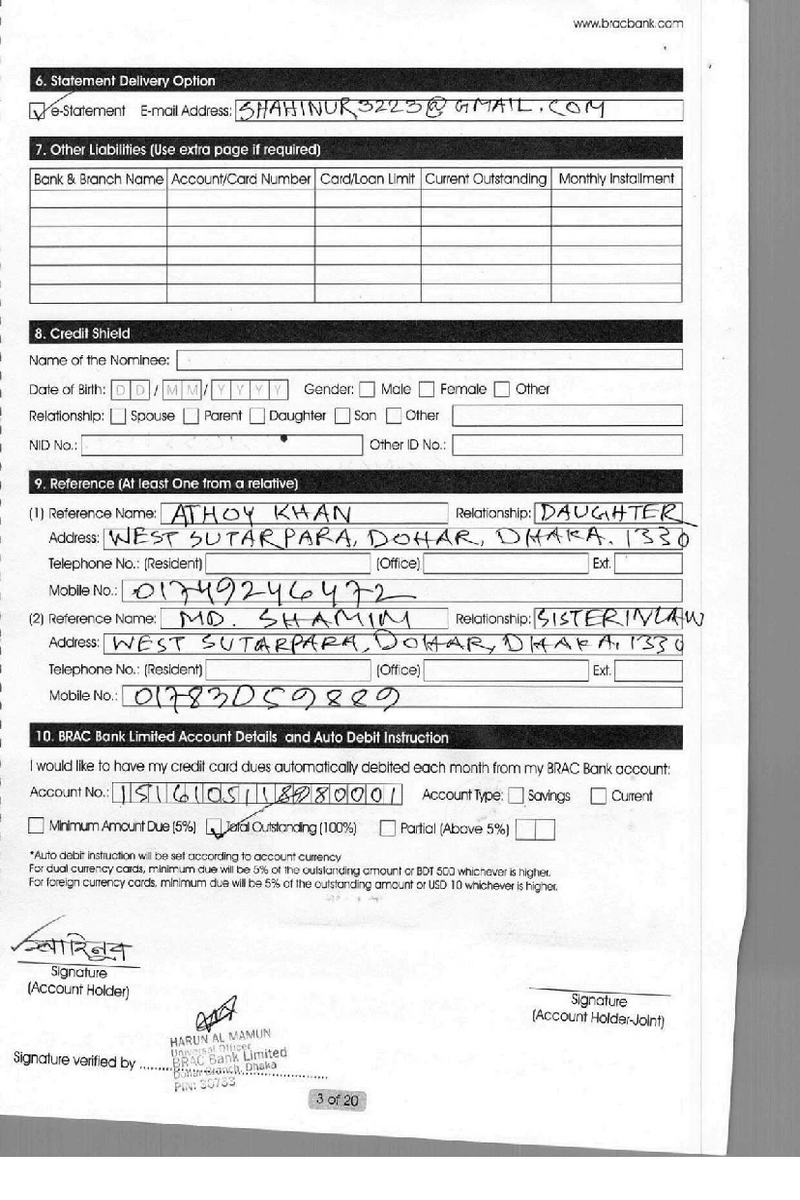 www.bracbank.com
6. Statement Delivery Option
e-Statement E-mail Address: SHAHINUR3223@GMAIL.COM
7. Other Liabilities (Use extra page if required)
Bank & Branch Name Account/Card Number Card/Loan Limit Current Outstanding Monthly Installment
8. Credit Shield
Name of the Nominee:
Date of Birth: D D / M M / Y Y Y Y Gender: Male Female Other
Relationship: Spouse Parent Daughter Son Other
NID No.: Other ID No.:
9. Reference (At least One from a relative)
(1) Reference Name: ATHOY KHAN Relationship: DAUGHTER
Address: WEST SUTARPARA, DOHAR, DHAKA. 1330
Telephone No.: (Resident) (Office) Ext.
Mobile No.: 01749246472
(2) Reference Name: MD. SHAMIM Relationship: SISTERINLAW
Address: WEST SUTARPARA, DOHAR, DHAKA. 1330
Telephone No.: (Resident) (Office) Ext.
Mobile No.: 01783059889
10. BRAC Bank Limited Account Details and Auto Debit Instruction
I would like to have my credit card dues automatically debited each month from my BRAC Bank account:
Account No.: Account Type: Savings Current
Minimum Amount Due (5%) Total Outstanding (100%) Partial (Above 5%)
*Auto debit instruction will be set according to account currency
For dual currency cards, minimum due will be 5% of the outstanding amount or BDT 500 whichever is higher.
For foreign currency cards, minimum due will be 5% of the outstanding amount or USD 10 whichever is higher.
শাহিনুর
Signature
(Account Holder)
Signature
(Account Holder-Joint)
HARUN AL MAMUN
Universal Officer
Signature verified by BRAC Bank Limited
Dohar Branch, Dhaka
PIN: 30783
3 of 20